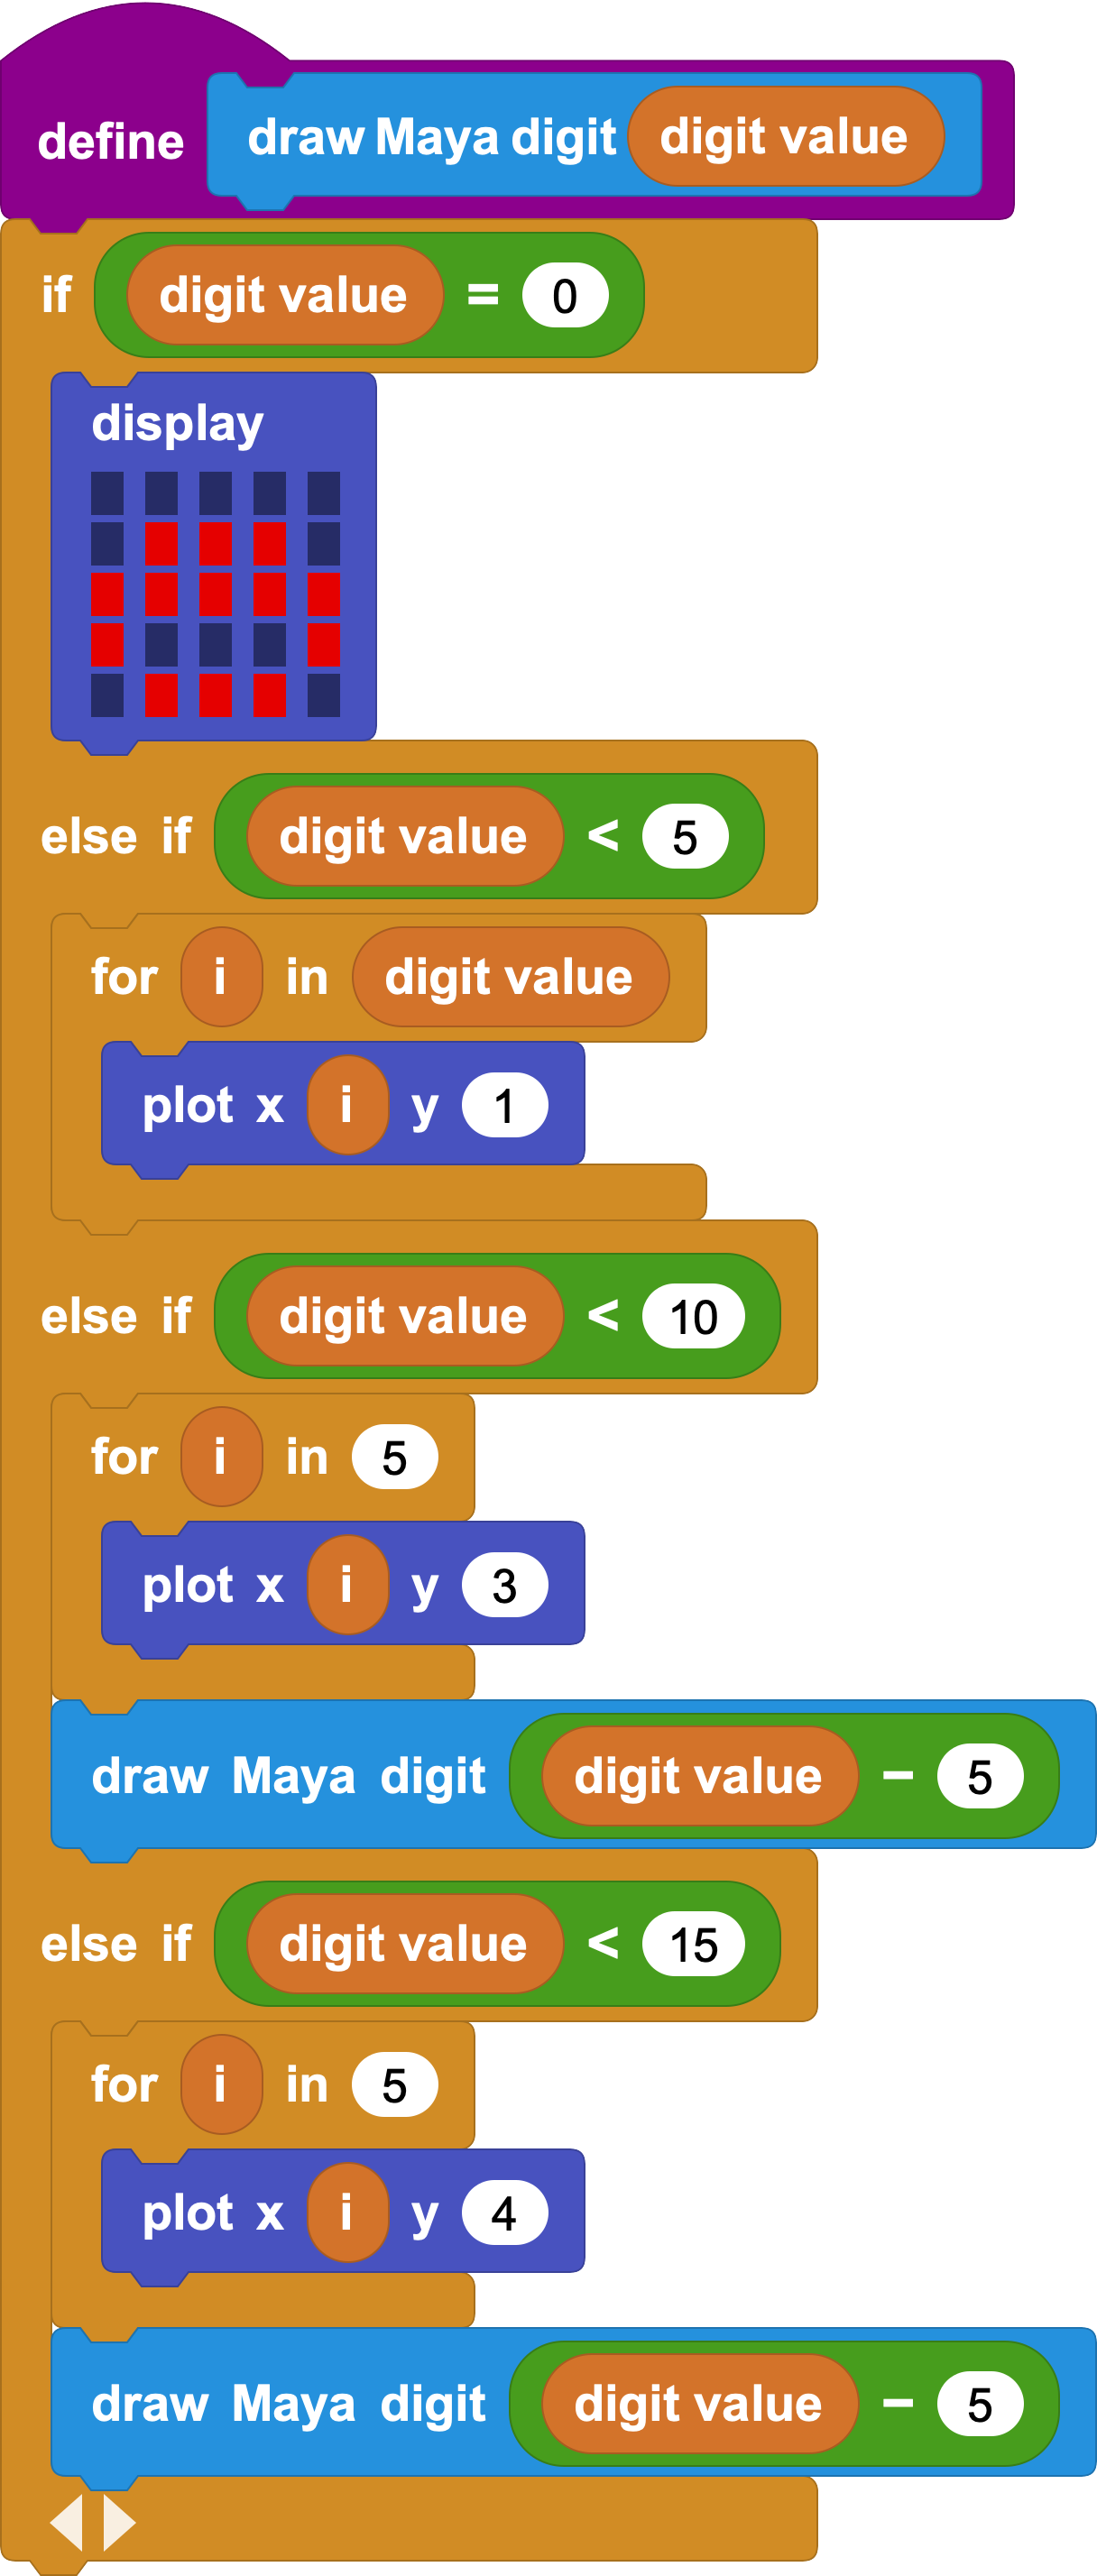 define draw Maya digit digit value
if digit value = 0
display
else if digit value < 5
for i in digit value
plot x i y 1
else if digit value < 10
for i in 5
plot x i y 3
draw Maya digit digit value − 5
else if digit value < 15
for i in 5
plot x i y 4
draw Maya digit digit value − 5